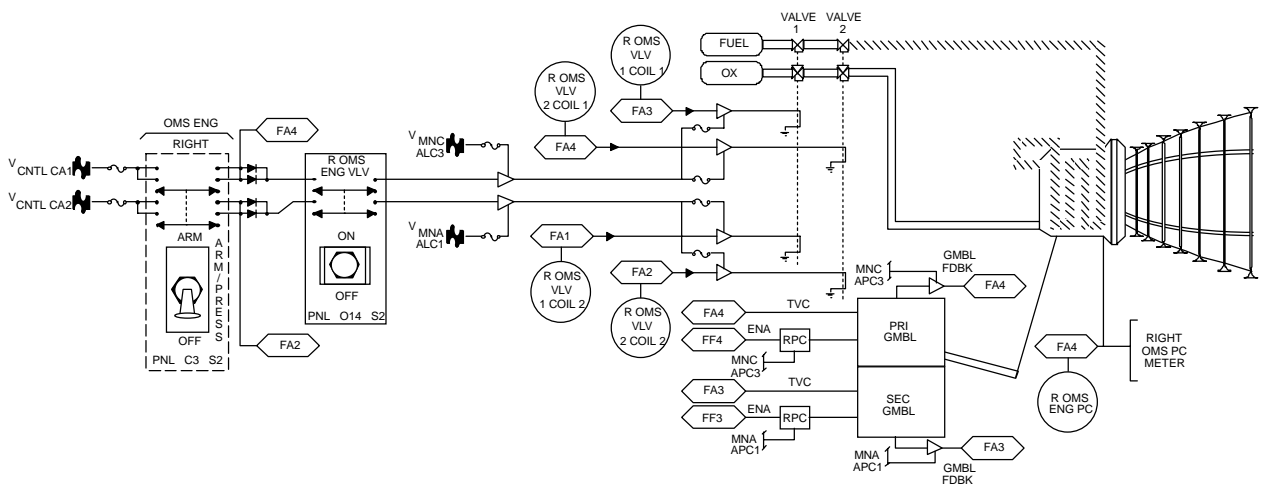 OMS ENG
RIGHT
FA4
V CNTL CA1
V CNTL CA2
ARM
ARM/PRESS
OFF
PNL C3 S2
FA2
R OMS
ENG VLV
ON
OFF
PNL O14 S2
V MNC
ALC3
V MNA
ALC1
R OMS
VLV
2 COIL 1
FA4
R OMS
VLV
1 COIL 1
FA3
FA1
R OMS
VLV
1 COIL 2
FA2
R OMS
VLV
2 COIL 2
VALVE
1
VALVE
2
FUEL
OX
MNC
APC3
GMBL
FDBK
FA4
FA4
TVC
FF4
ENA
RPC
MNC
APC3
PRI
GMBL
FA3
TVC
FF3
ENA
RPC
MNA
APC1
SEC
GMBL
MNA
APC1
GMBL
FDBK
FA3
FA4
R OMS
ENG PC
RIGHT
OMS PC
METER